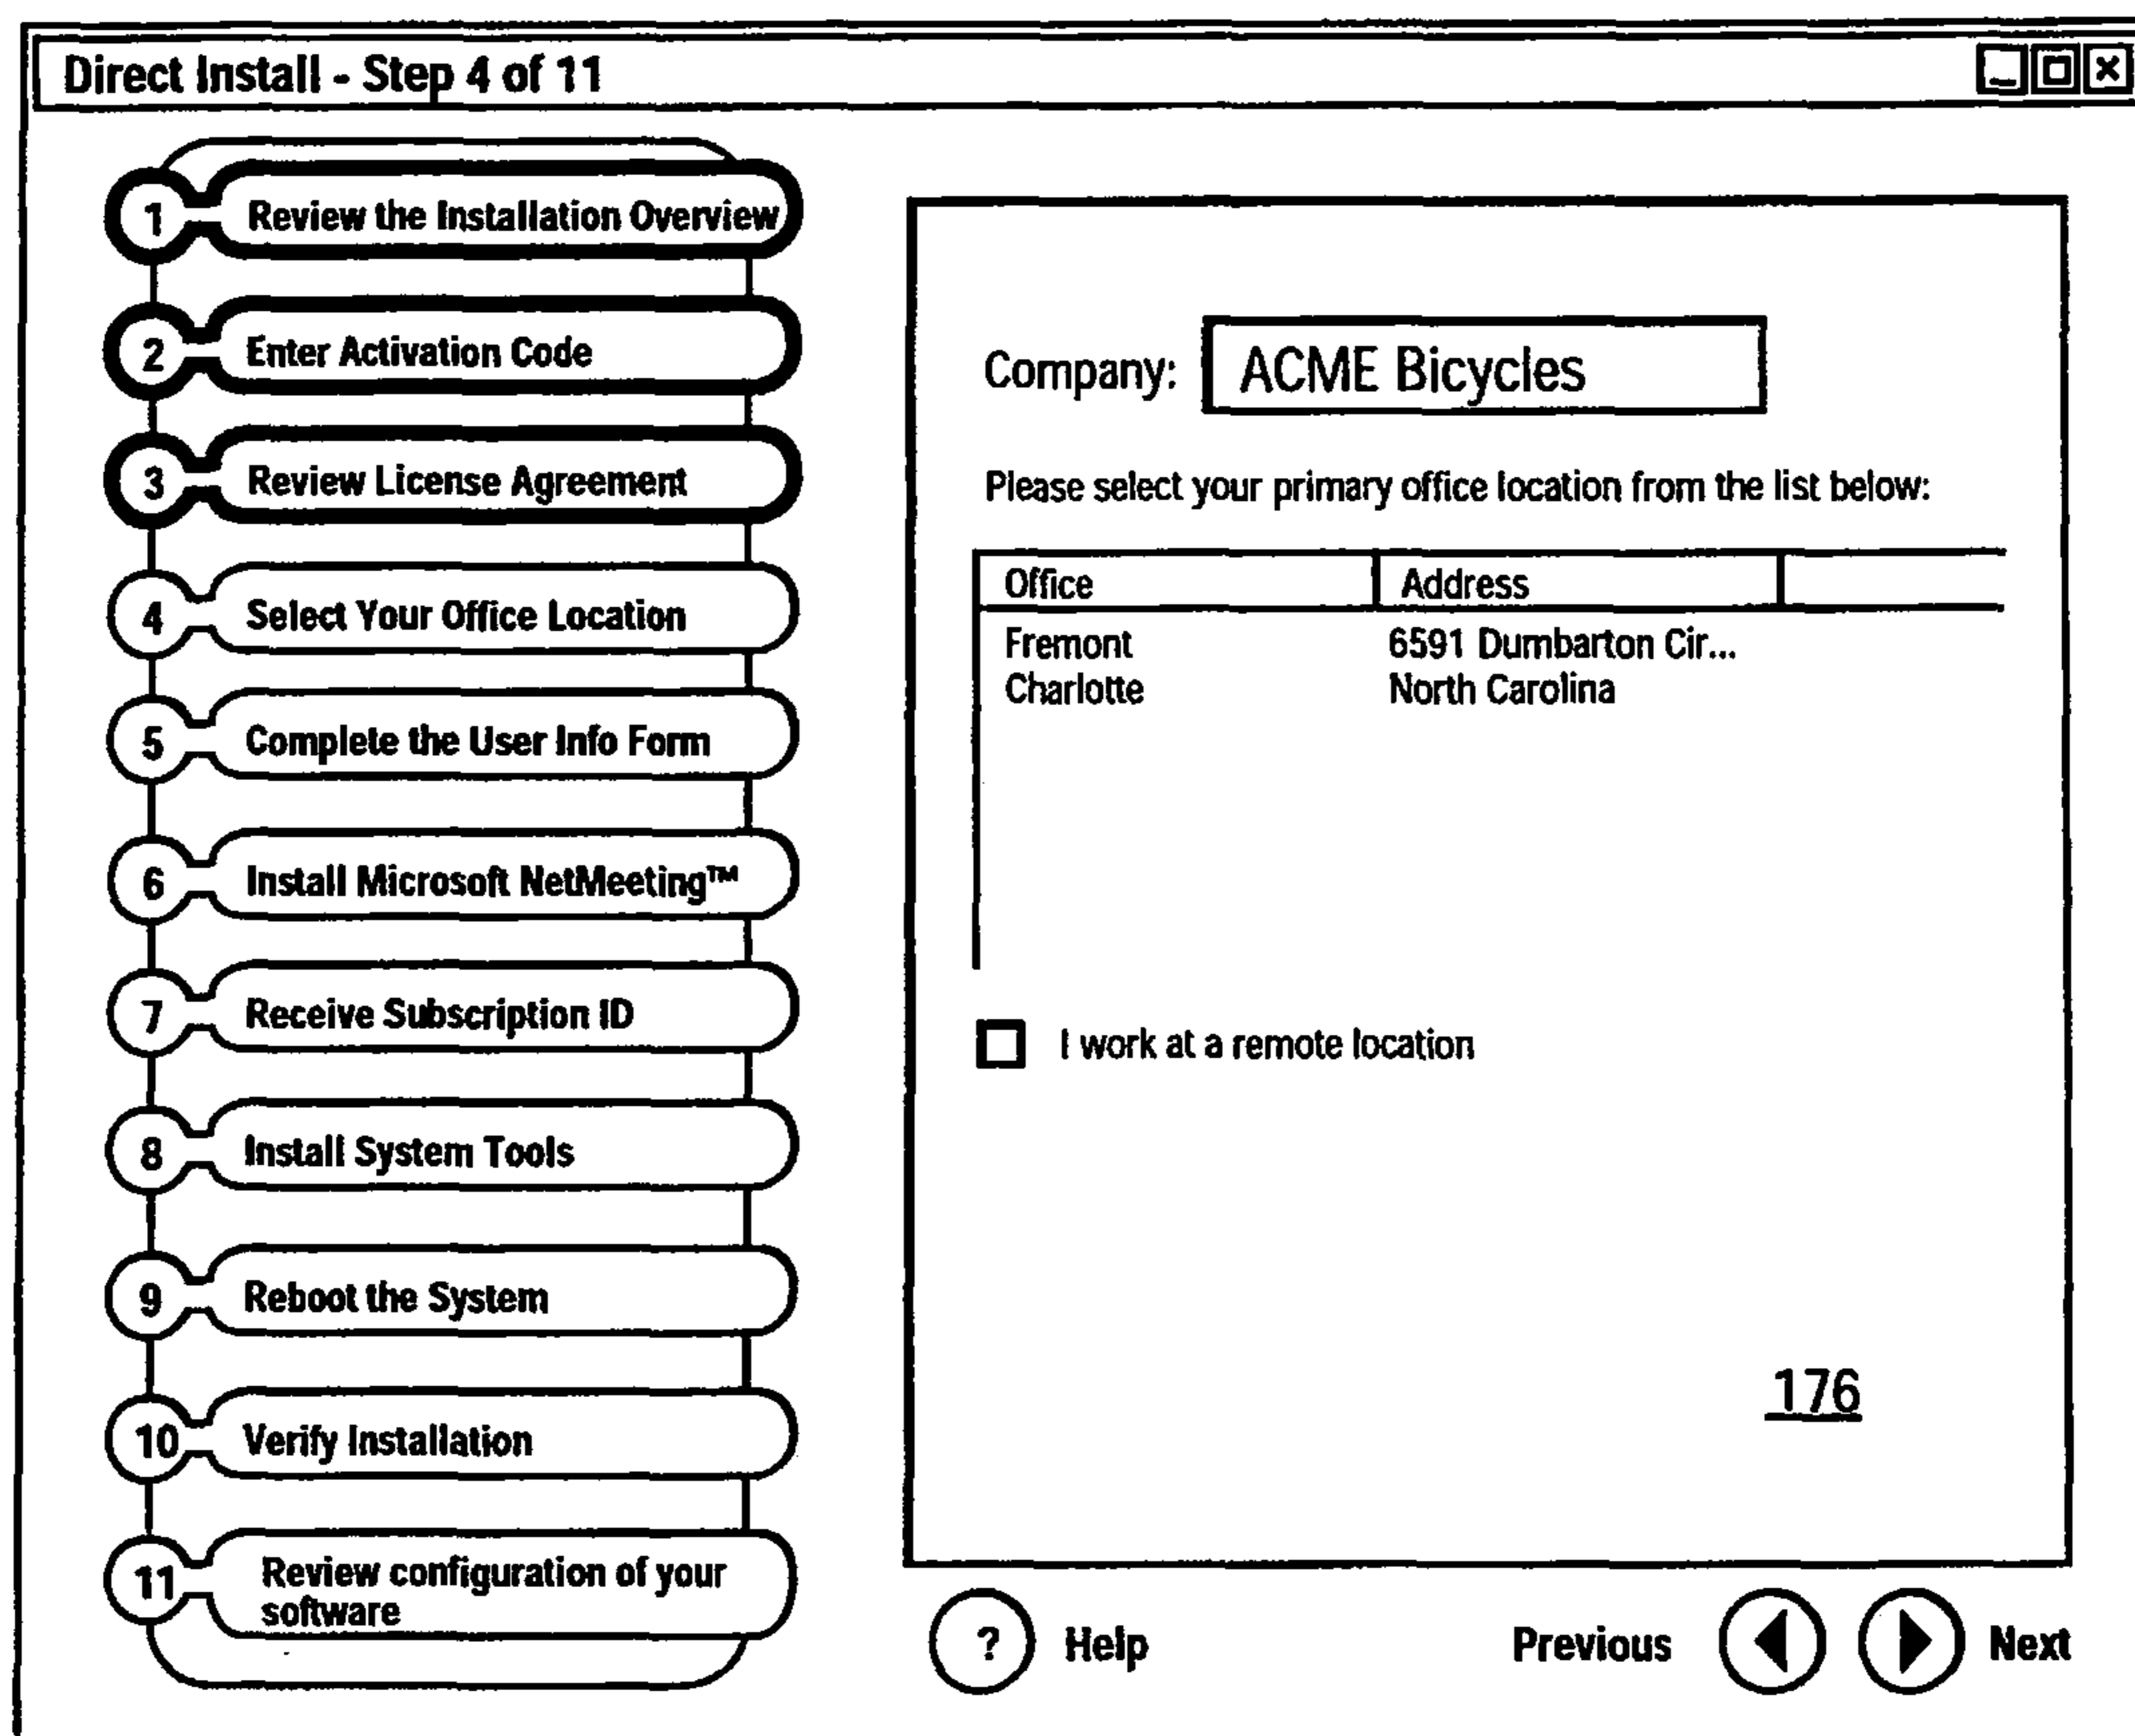 Direct Install - Step 4 of 11
1 Review the Installation Overview
2 Enter Activation Code
3 Review License Agreement
4 Select Your Office Location
5 Complete the User Info Form
6 Install Microsoft NetMeeting™
7 Receive Subscription ID
8 Install System Tools
9 Reboot the System
10 Verify Installation
11 Review configuration of your
software
Company: ACME Bicycles
Please select your primary office location from the list below:
Office Address
Fremont 6591 Dumbarton Cir...
Charlotte North Carolina
I work at a remote location
176
? Help Previous Next